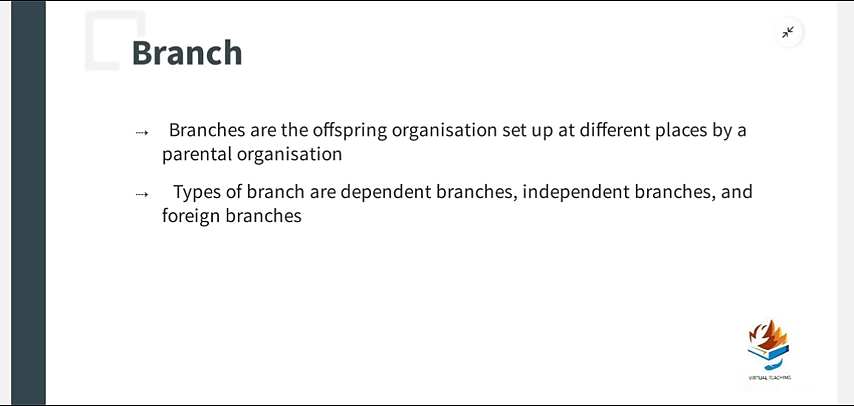 Branch
→ Branches are the offspring organisation set up at different places by a
parental organisation
→ Types of branch are dependent branches, independent branches, and
foreign branches
VIRTUAL TEACHING